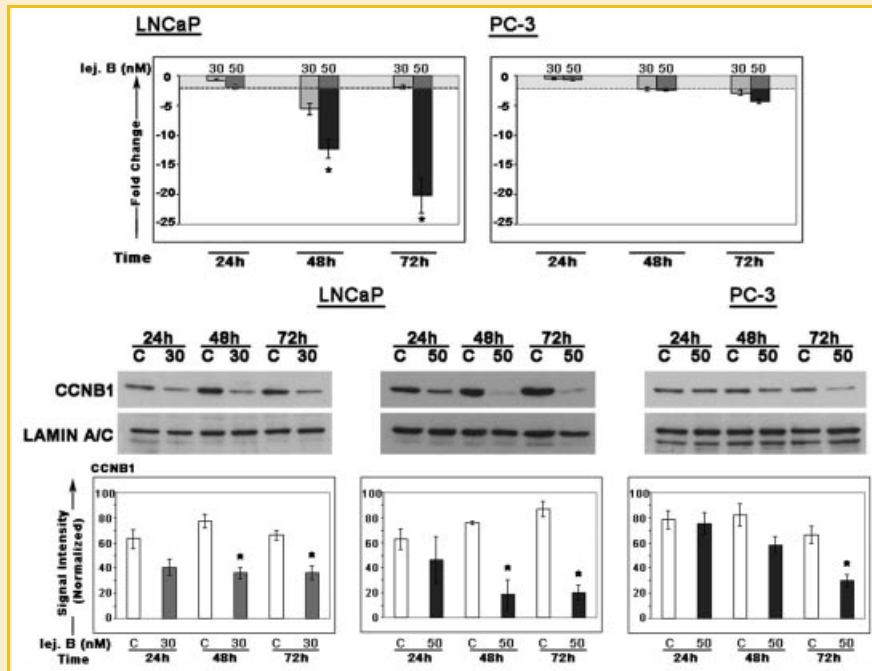 LNCaP PC-3
Iej. B (nM) 30 50 30 50 30 50 30 50 30 50 30 50
0 0
-5 -5
-10 -10
-15 -15
* 
-20 -20
*
-25 -25
Fold Change
Time 24h 48h 72h 24h 48h 72h
LNCaP PC-3
24h 48h 72h 24h 48h 72h 24h 48h 72h
C 30 C 30 C 30 C 50 C 50 C 50 C 50 C 50 C 50
CCNB1
LAMIN A/C
CCNB1
100 100 100
80 80 80
60 60 60
* * * * *
40 40 40
20 20 20
0 0 0
Signal Intensity
(Normalized)
Iej. B (nM) C 30 C 30 C 30 C 50 C 50 C 50 C 50 C 50 C 50
Time 24h 48h 72h 24h 48h 72h 24h 48h 72h